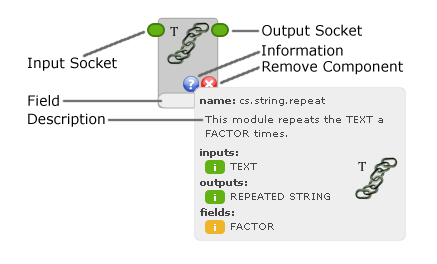 T
Input Socket
Output Socket
Information
Remove Component
?
Field
Description
name: cs.string.repeat
This module repeats the TEXT a
FACTOR times.
inputs:
i TEXT
outputs:
i REPEATED STRING
fields:
i FACTOR
T